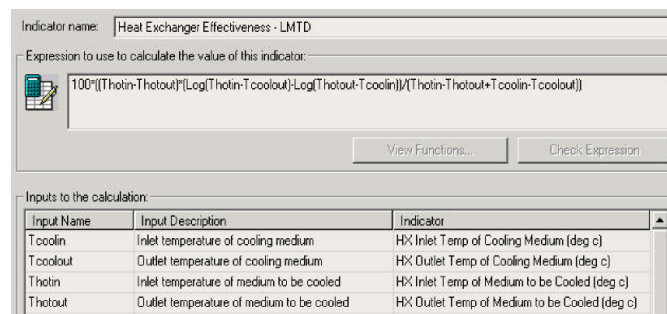 Indicator name: Heat Exchanger Effectiveness - LMTD
Expression to use to calculate the value of this indicator:
100*((Thotin-Thotout)*(Log(Thotin-Tcoolout)-Log(Thotout-Tcoolin))/(Thotin-Thotout+Tcoolin-Tcoolout))
View Functions... Check Expression
Inputs to the calculation:
Input Name Input Description Indicator
Tcoolin Inlet temperature of cooling medium HX Inlet Temp of Cooling Medium (deg c)
Tcoolout Outlet temperature of cooling medium HX Outlet Temp of Cooling Medium (deg c)
Thotin Inlet temperature of medium to be cooled HX Inlet Temp of Medium to be Cooled (deg c)
Thotout Outlet temperature of medium to be cooled HX Outlet Temp of Medium to be Cooled (deg c)